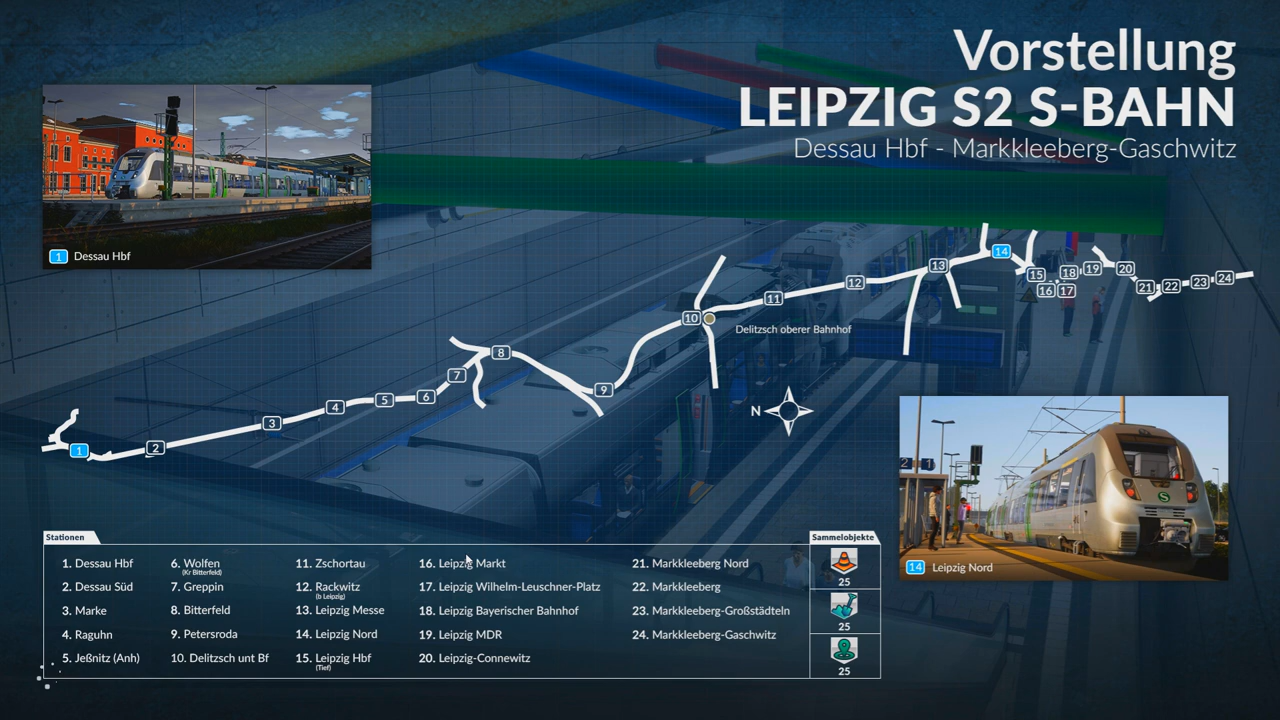 Vorstellung
LEIPZIG S2 S-BAHN
Dessau Hbf - Markkleeberg-Gaschwitz
1 Dessau Hbf
1
2
3
4
5
6
7
8
9
10
11
12
13
14
15
16
17
18
19
20
21
22
23
24
Delitzsch oberer Bahnhof
N
2
1
S
14 Leipzig Nord
Stationen
1. Dessau Hbf
2. Dessau Süd
3. Marke
4. Raguhn
5. Jeßnitz (Anh)
6. Wolfen
(Kr Bitterfeld)
7. Greppin
8. Bitterfeld
9. Petersroda
10. Delitzsch unt Bf
11. Zschortau
12. Rackwitz
(b Leipzig)
13. Leipzig Messe
14. Leipzig Nord
15. Leipzig Hbf
(Tief)
16. Leipzig Markt
17. Leipzig Wilhelm-Leuschner-Platz
18. Leipzig Bayerischer Bahnhof
19. Leipzig MDR
20. Leipzig-Connewitz
21. Markkleeberg Nord
22. Markkleeberg
23. Markkleeberg-Großstädteln
24. Markkleeberg-Gaschwitz
Sammelobjekte
25
25
25